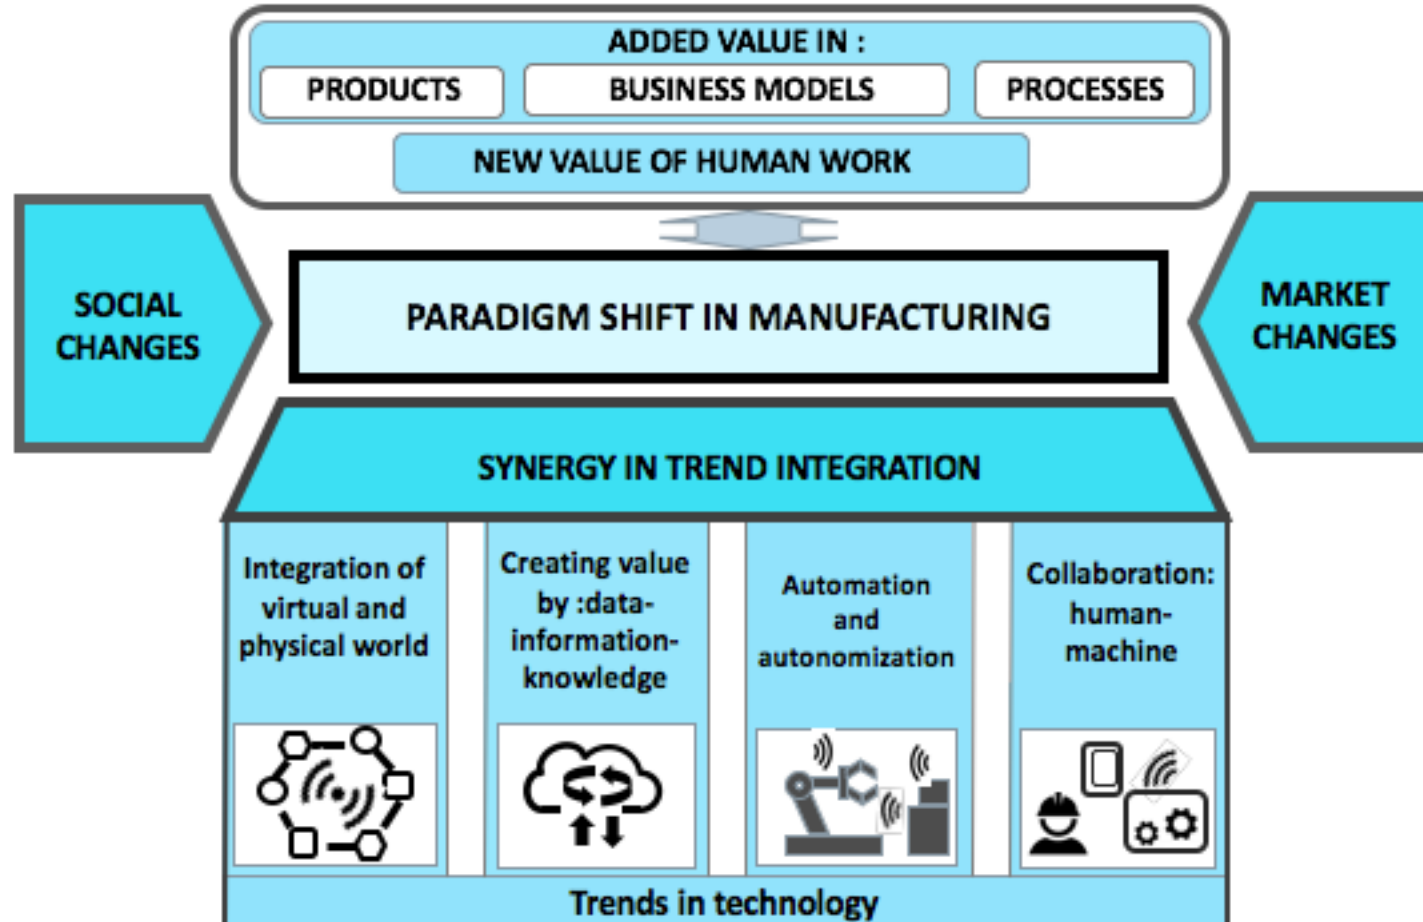 ADDED VALUE IN :
PRODUCTS
BUSINESS MODELS
PROCESSES
NEW VALUE OF HUMAN WORK
SOCIAL
CHANGES
PARADIGM SHIFT IN MANUFACTURING
MARKET
CHANGES
SYNERGY IN TREND INTEGRATION
Integration of
virtual and
physical world
Creating value
by :data-
information-
knowledge
Automation
and
autonomization
Collaboration:
human-
machine
Trends in technology